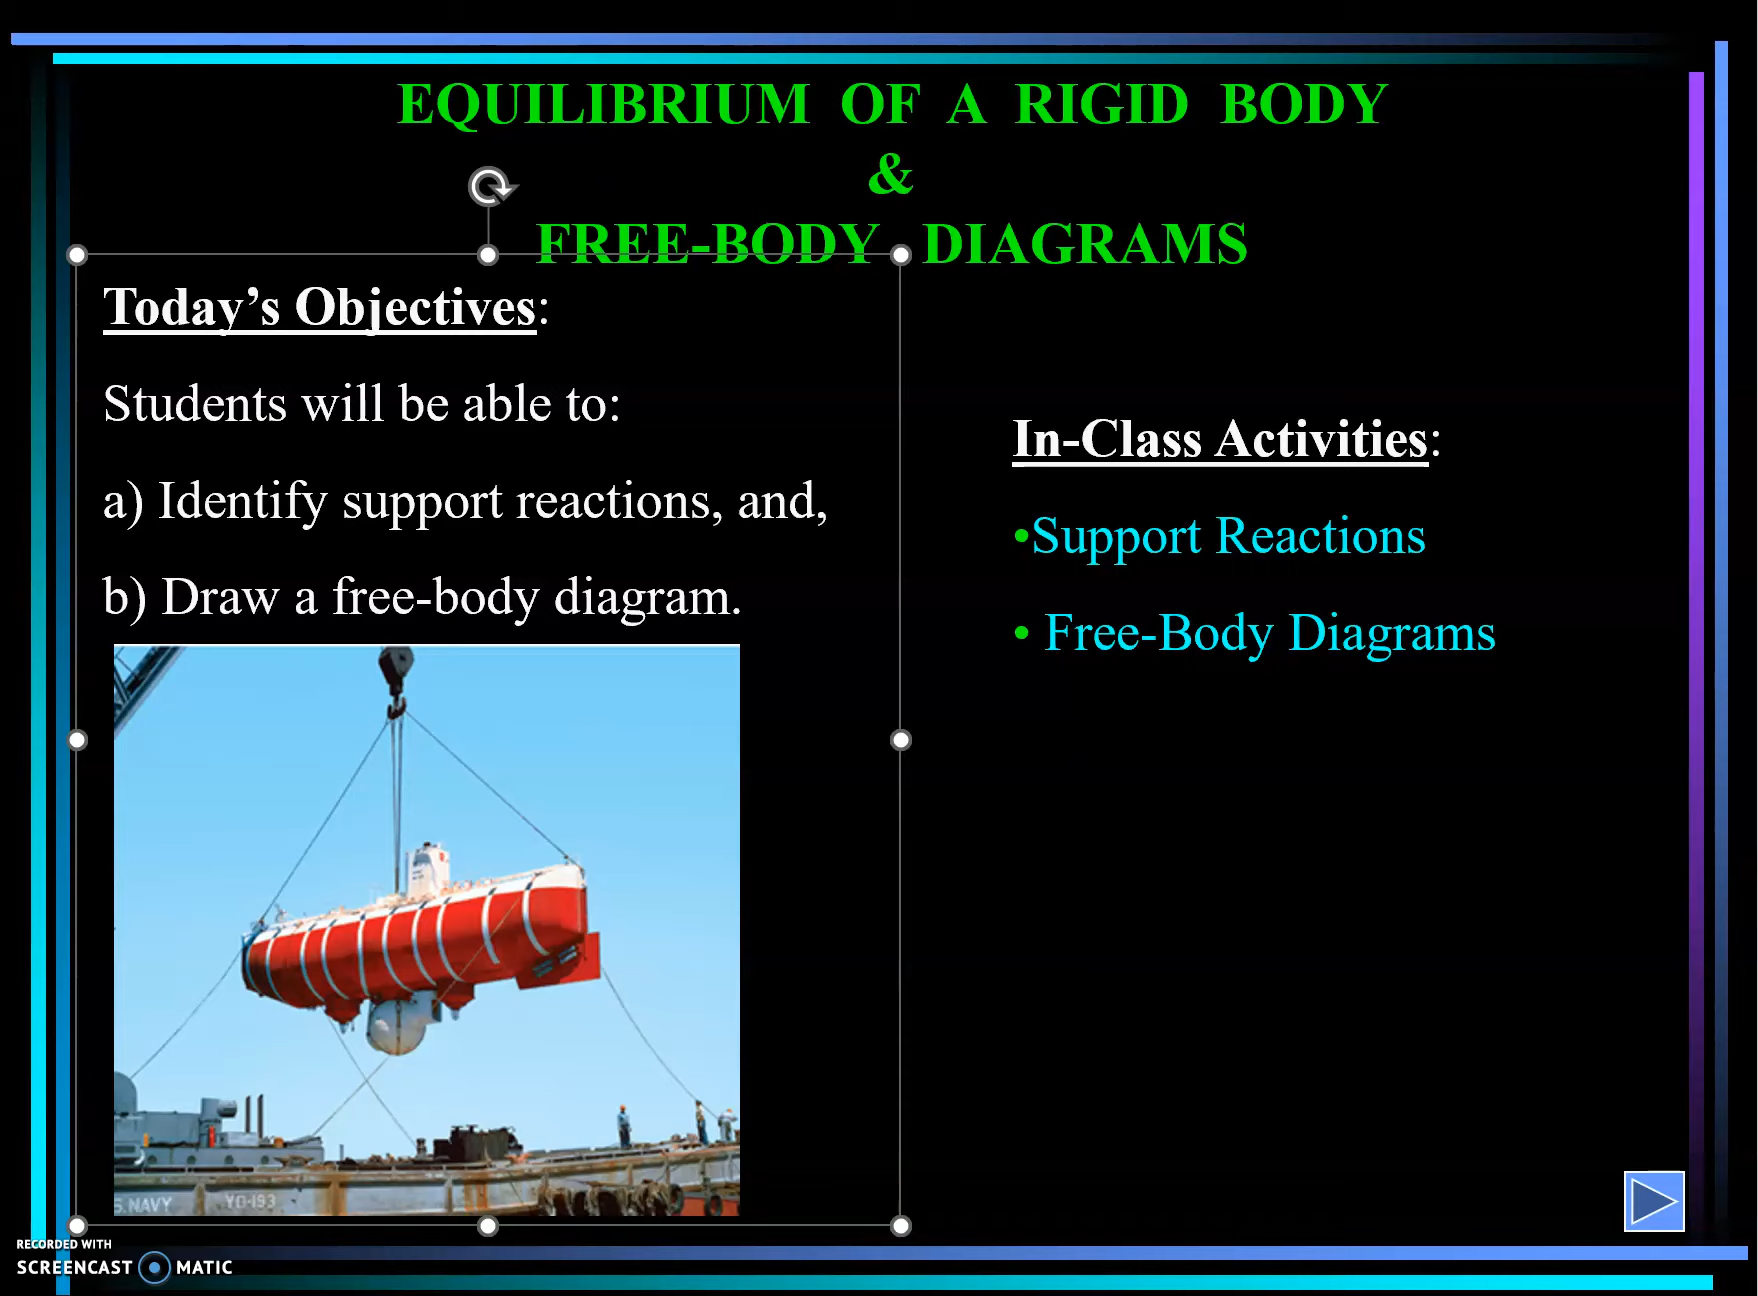 EQUILIBRIUM OF A RIGID BODY
&
FREE-BODY DIAGRAMS
Today’s Objectives:
Students will be able to:
a) Identify support reactions, and,
b) Draw a free-body diagram.
In-Class Activities:
•Support Reactions
• Free-Body Diagrams
S. NAVY YO-193
RECORDED WITH
SCREENCAST MATIC